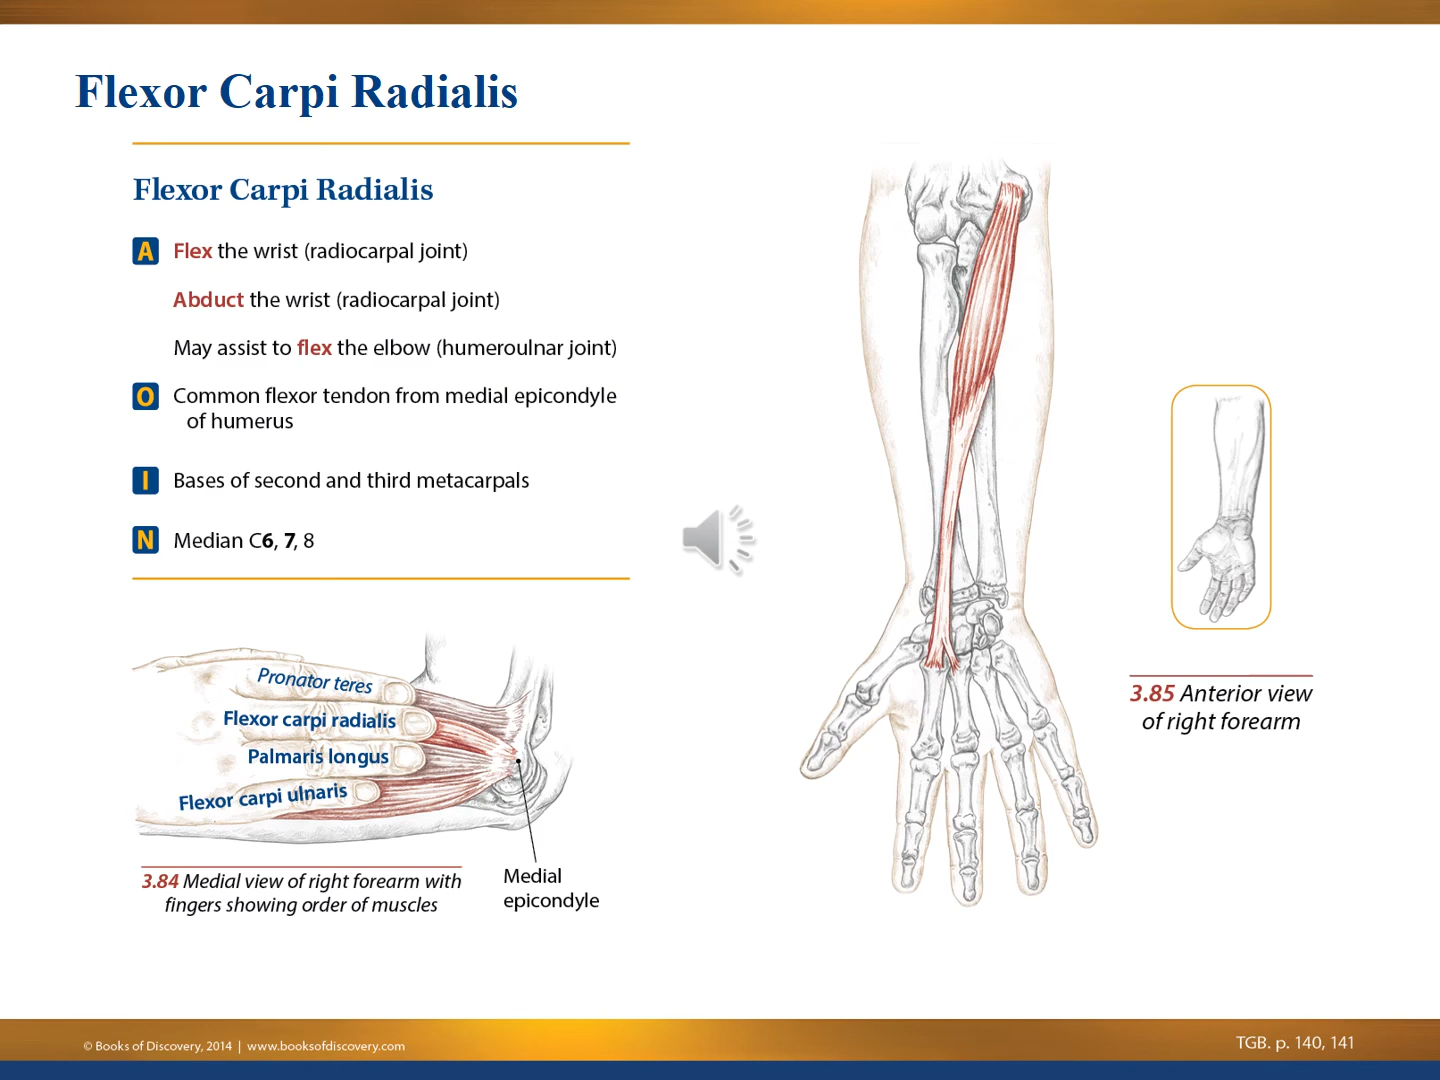 Flexor Carpi Radialis
Flexor Carpi Radialis
A Flex the wrist (radiocarpal joint)
Abduct the wrist (radiocarpal joint)
May assist to flex the elbow (humeroulnar joint)
O Common flexor tendon from medial epicondyle
of humerus
I Bases of second and third metacarpals
N Median C6, 7, 8
Pronator teres
Flexor carpi radialis
Palmaris longus
Flexor carpi ulnaris
Medial
epicondyle
3.84 Medial view of right forearm with
fingers showing order of muscles
3.85 Anterior view
of right forearm
© Books of Discovery, 2014 | www.booksofdiscovery.com
TGB. p. 140, 141